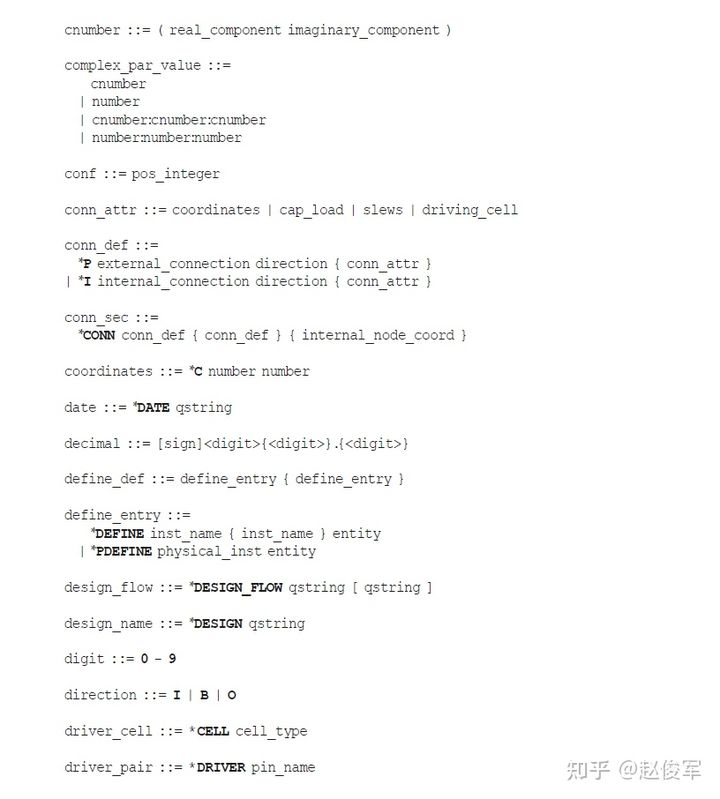 cnumber ::= ( real_component imaginary_component )
complex_par_value ::=
cnumber
| number
| cnumber:cnumber:cnumber
| number:number:number
conf ::= pos_integer
conn_attr ::= coordinates | cap_load | slews | driving_cell
conn_def ::=
*P external_connection direction { conn_attr }
| *I internal_connection direction { conn_attr }
conn_sec ::=
*CONN conn_def { conn_def } { internal_node_coord }
coordinates ::= *C number number
date ::= *DATE qstring
decimal ::= [sign]<digit>{<digit>}.{<digit>}
define_def ::= define_entry { define_entry }
define_entry ::=
*DEFINE inst_name { inst_name } entity
| *PDEFINE physical_inst entity
design_flow ::= *DESIGN_FLOW qstring [ qstring ]
design_name ::= *DESIGN qstring
digit ::= 0 - 9
direction ::= I | B | O
driver_cell ::= *CELL cell_type
driver_pair ::= *DRIVER pin_name
知乎 @赵俊军